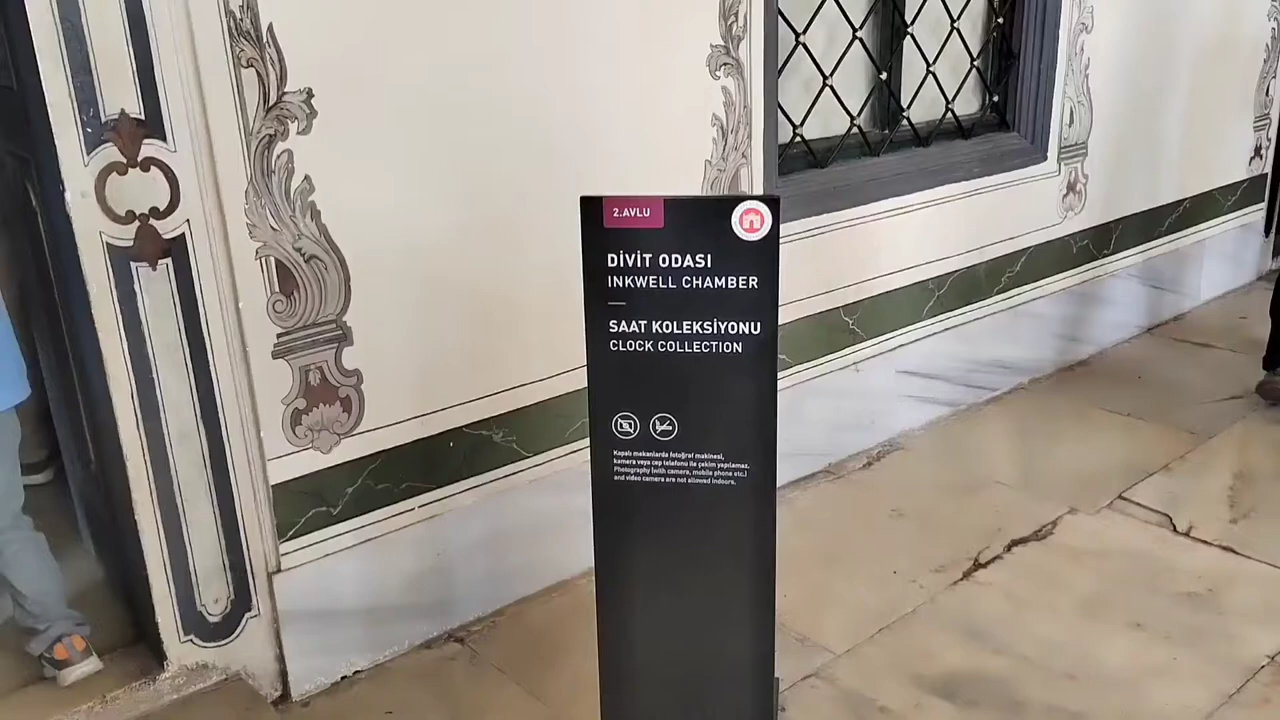 2.AVLU
DİVİT ODASI
INKWELL CHAMBER
SAAT KOLEKSİYONU
CLOCK COLLECTION
Kapalı mekanlarda fotoğraf makinesi,
kamera veya cep telefonu ile çekim yapılamaz.
Photography (with camera, mobile phone etc.)
and video camera are not allowed indoors.